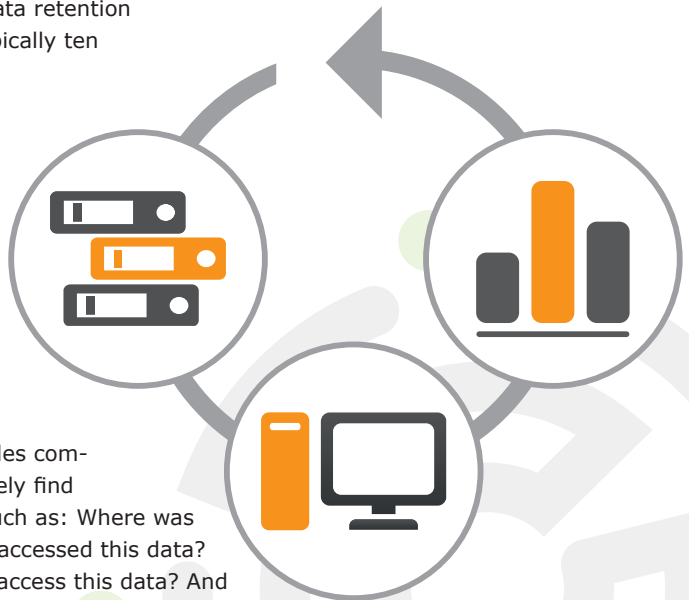 ata retention
pically ten
les com-
ely find
uch as: Where was
accessed this data?
access this data? And